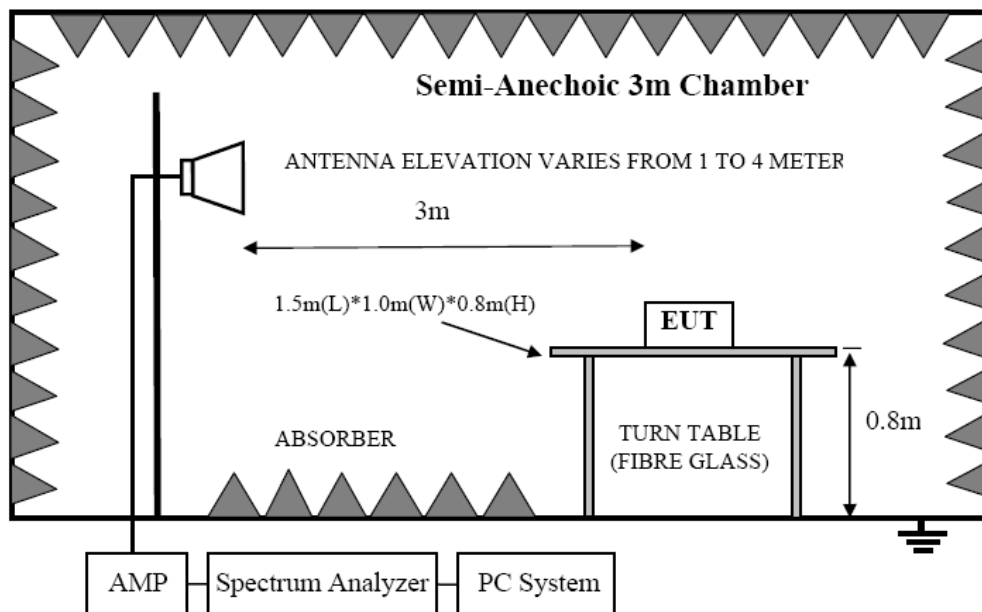 Semi-Anechoic 3m Chamber
ANTENNA ELEVATION VARIES FROM 1 TO 4 METER
3m
1.5m(L)*1.0m(W)*0.8m(H)
EUT
0.8m
ABSORBER
TURN TABLE
(FIBRE GLASS)
AMP
Spectrum Analyzer
PC System